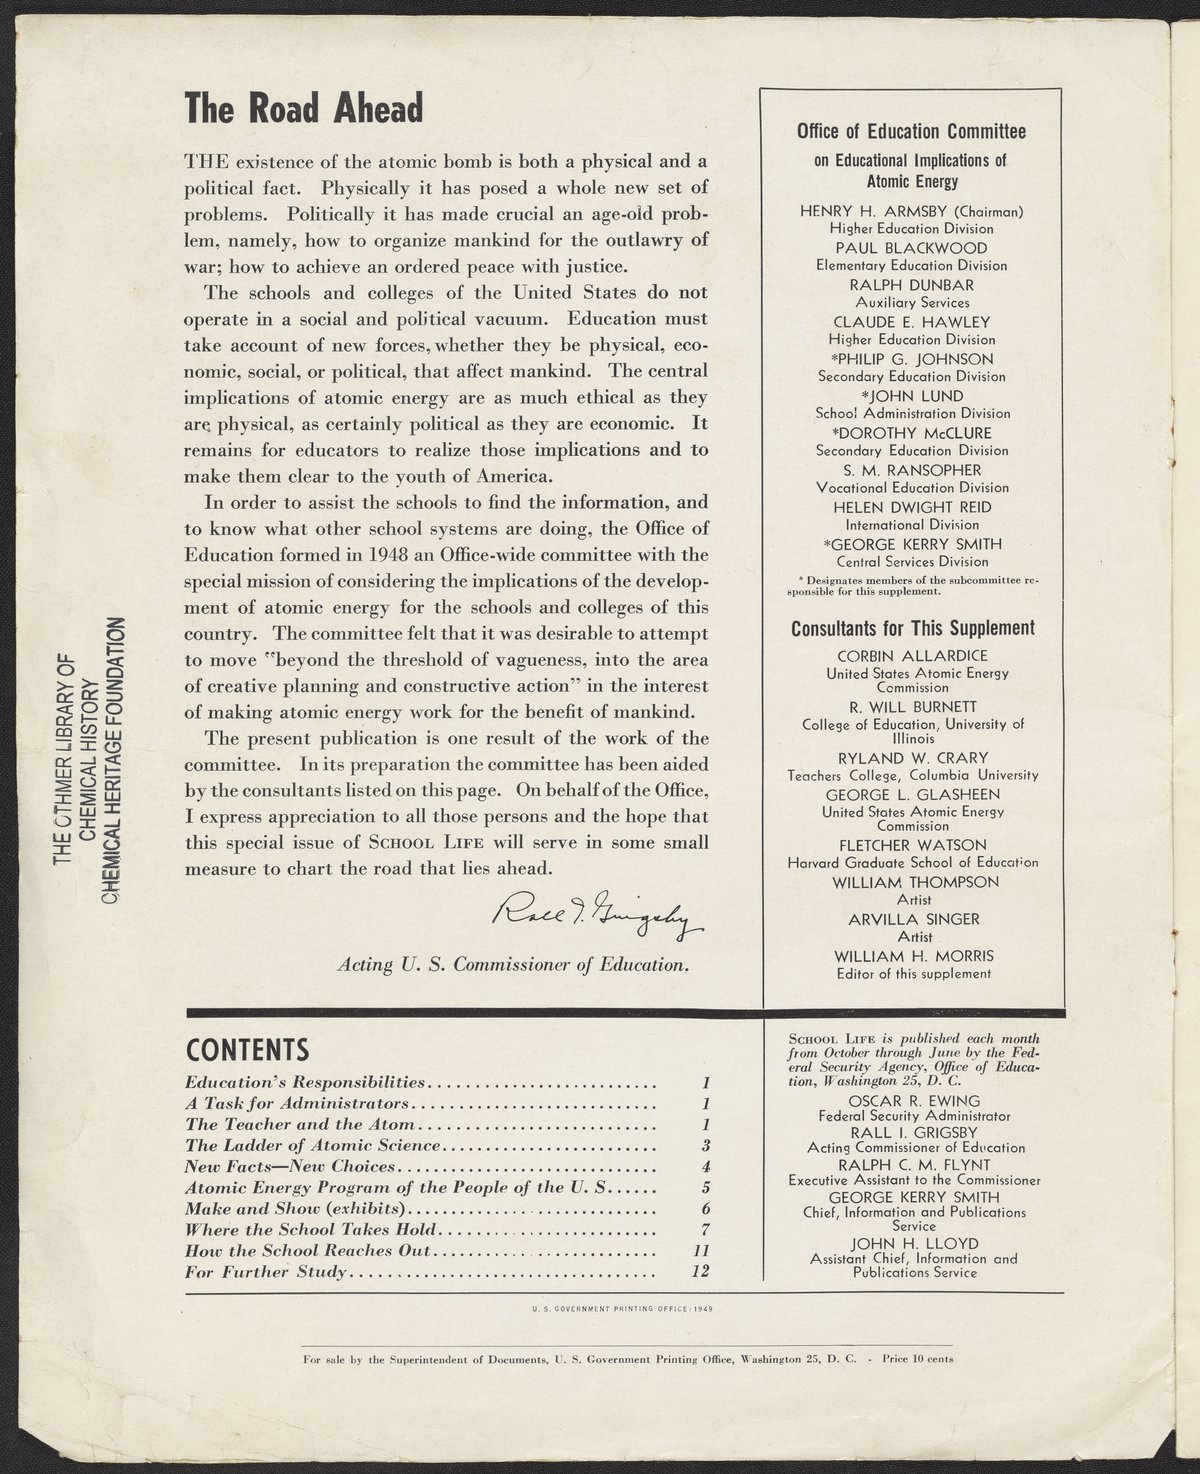 The Road Ahead
THE existence of the atomic bomb is both a physical and a
political fact. Physically it has posed a whole new set of
problems. Politically it has made crucial an age-old prob-
lem, namely, how to organize mankind for the outlawry of
war; how to achieve an ordered peace with justice.
The schools and colleges of the United States do not
operate in a social and political vacuum. Education must
take account of new forces, whether they be physical, eco-
nomic, social, or political, that affect mankind. The central
implications of atomic energy are as much ethical as they
are physical, as certainly political as they are economic. It
remains for educators to realize those implications and to
make them clear to the youth of America.
In order to assist the schools to find the information, and
to know what other school systems are doing, the Office of
Education formed in 1948 an Office-wide committee with the
special mission of considering the implications of the develop-
ment of atomic energy for the schools and colleges of this
country. The committee felt that it was desirable to attempt
to move "beyond the threshold of vagueness, into the area
of creative planning and constructive action" in the interest
of making atomic energy work for the benefit of mankind.
The present publication is one result of the work of the
committee. In its preparation the committee has been aided
by the consultants listed on this page. On behalf of the Office,
I express appreciation to all those persons and the hope that
this special issue of SCHOOL LIFE will serve in some small
measure to chart the road that lies ahead.
Rall I. Grigsby
Acting U. S. Commissioner of Education.
Office of Education Committee
on Educational Implications of
Atomic Energy
HENRY H. ARMSBY (Chairman)
Higher Education Division
PAUL BLACKWOOD
Elementary Education Division
RALPH DUNBAR
Auxiliary Services
CLAUDE E. HAWLEY
Higher Education Division
*PHILIP G. JOHNSON
Secondary Education Division
*JOHN LUND
School Administration Division
*DOROTHY McCLURE
Secondary Education Division
S. M. RANSOPHER
Vocational Education Division
HELEN DWIGHT REID
International Division
*GEORGE KERRY SMITH
Central Services Division
* Designates members of the subcommittee re-
sponsible for this supplement.
Consultants for This Supplement
CORBIN ALLARDICE
United States Atomic Energy
Commission
R. WILL BURNETT
College of Education, University of
Illinois
RYLAND W. CRARY
Teachers College, Columbia University
GEORGE L. GLASHEEN
United States Atomic Energy
Commission
FLETCHER WATSON
Harvard Graduate School of Education
WILLIAM THOMPSON
Artist
ARVILLA SINGER
Artist
WILLIAM H. MORRIS
Editor of this supplement
THE OTHMER LIBRARY OF
CHEMICAL HISTORY
CHEMICAL HERITAGE FOUNDATION
CONTENTS
Education's Responsibilities.......................... 1
A Task for Administrators............................ 1
The Teacher and the Atom........................... 1
The Ladder of Atomic Science........................ 3
New Facts—New Choices............................. 4
Atomic Energy Program of the People of the U. S...... 5
Make and Show (exhibits)............................ 6
Where the School Takes Hold......................... 7
How the School Reaches Out......................... 11
For Further Study................................... 12
SCHOOL LIFE is published each month
from October through June by the Fed-
eral Security Agency, Office of Educa-
tion, Washington 25, D. C.
OSCAR R. EWING
Federal Security Administrator
RALL I. GRIGSBY
Acting Commissioner of Education
RALPH C. M. FLYNT
Executive Assistant to the Commissioner
GEORGE KERRY SMITH
Chief, Information and Publications
Service
JOHN H. LLOYD
Assistant Chief, Information and
Publications Service
U. S. GOVERNMENT PRINTING OFFICE: 1949
For sale by the Superintendent of Documents, U. S. Government Printing Office, Washington 25, D. C. - Price 10 cents